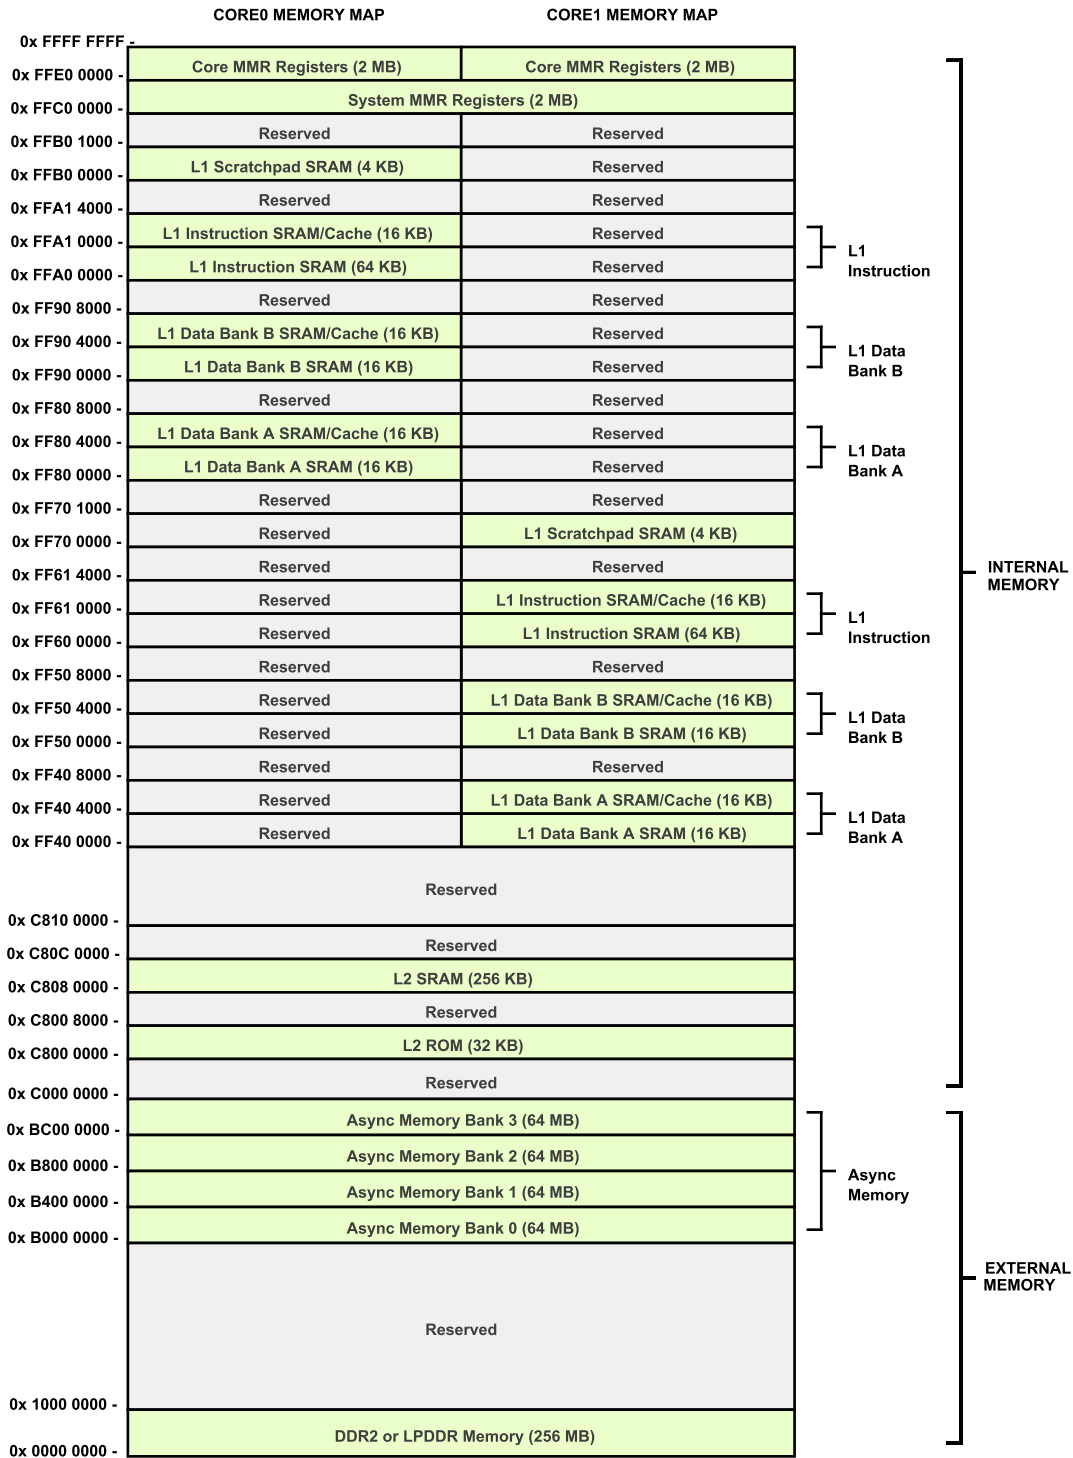 CORE0 MEMORY MAP CORE1 MEMORY MAP
0x FFFF FFFF -
Core MMR Registers (2 MB) Core MMR Registers (2 MB)
0x FFE0 0000 -
System MMR Registers (2 MB)
0x FFC0 0000 -
Reserved Reserved
0x FFB0 1000 -
L1 Scratchpad SRAM (4 KB) Reserved
0x FFB0 0000 -
Reserved Reserved
0x FFA1 4000 -
L1 Instruction SRAM/Cache (16 KB) Reserved
0x FFA1 0000 -
L1 Instruction SRAM (64 KB) Reserved
0x FFA0 0000 -
L1
Instruction
Reserved Reserved
0x FF90 8000 -
L1 Data Bank B SRAM/Cache (16 KB) Reserved
0x FF90 4000 -
L1 Data Bank B SRAM (16 KB) Reserved
0x FF90 0000 -
L1 Data
Bank B
Reserved Reserved
0x FF80 8000 -
L1 Data Bank A SRAM/Cache (16 KB) Reserved
0x FF80 4000 -
L1 Data Bank A SRAM (16 KB) Reserved
0x FF80 0000 -
L1 Data
Bank A
Reserved Reserved
0x FF70 1000 -
Reserved L1 Scratchpad SRAM (4 KB)
0x FF70 0000 -
Reserved Reserved
0x FF61 4000 -
Reserved L1 Instruction SRAM/Cache (16 KB)
0x FF61 0000 -
Reserved L1 Instruction SRAM (64 KB)
0x FF60 0000 -
L1
Instruction
INTERNAL
MEMORY
Reserved Reserved
0x FF50 8000 -
Reserved L1 Data Bank B SRAM/Cache (16 KB)
0x FF50 4000 -
Reserved L1 Data Bank B SRAM (16 KB)
0x FF50 0000 -
L1 Data
Bank B
Reserved Reserved
0x FF40 8000 -
Reserved L1 Data Bank A SRAM/Cache (16 KB)
0x FF40 4000 -
Reserved L1 Data Bank A SRAM (16 KB)
0x FF40 0000 -
L1 Data
Bank A
Reserved
0x C810 0000 -
Reserved
0x C80C 0000 -
L2 SRAM (256 KB)
0x C808 0000 -
Reserved
0x C800 8000 -
L2 ROM (32 KB)
0x C800 0000 -
Reserved
0x C000 0000 -
Async Memory Bank 3 (64 MB)
0x BC00 0000 -
Async Memory Bank 2 (64 MB)
0x B800 0000 -
Async Memory Bank 1 (64 MB)
0x B400 0000 -
Async Memory Bank 0 (64 MB)
0x B000 0000 -
Async
Memory
EXTERNAL
MEMORY
Reserved
0x 1000 0000 -
DDR2 or LPDDR Memory (256 MB)
0x 0000 0000 -